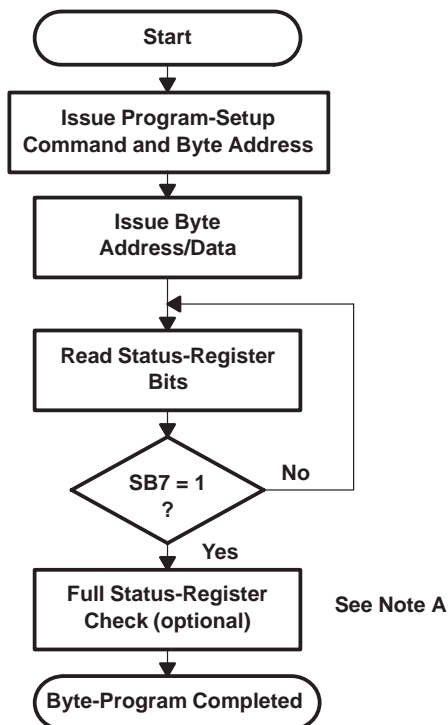 Start
Issue Program-Setup
Command and Byte Address
Issue Byte
Address/Data
Read Status-Register
Bits
SB7 = 1
?
No
Yes
Full Status-Register
Check (optional)
See Note A
Byte-Program Completed